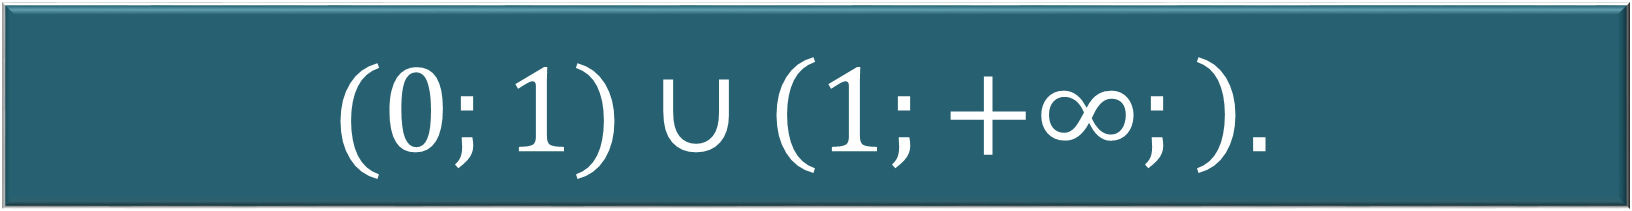 (0; 1) ∪ (1; +∞; ).